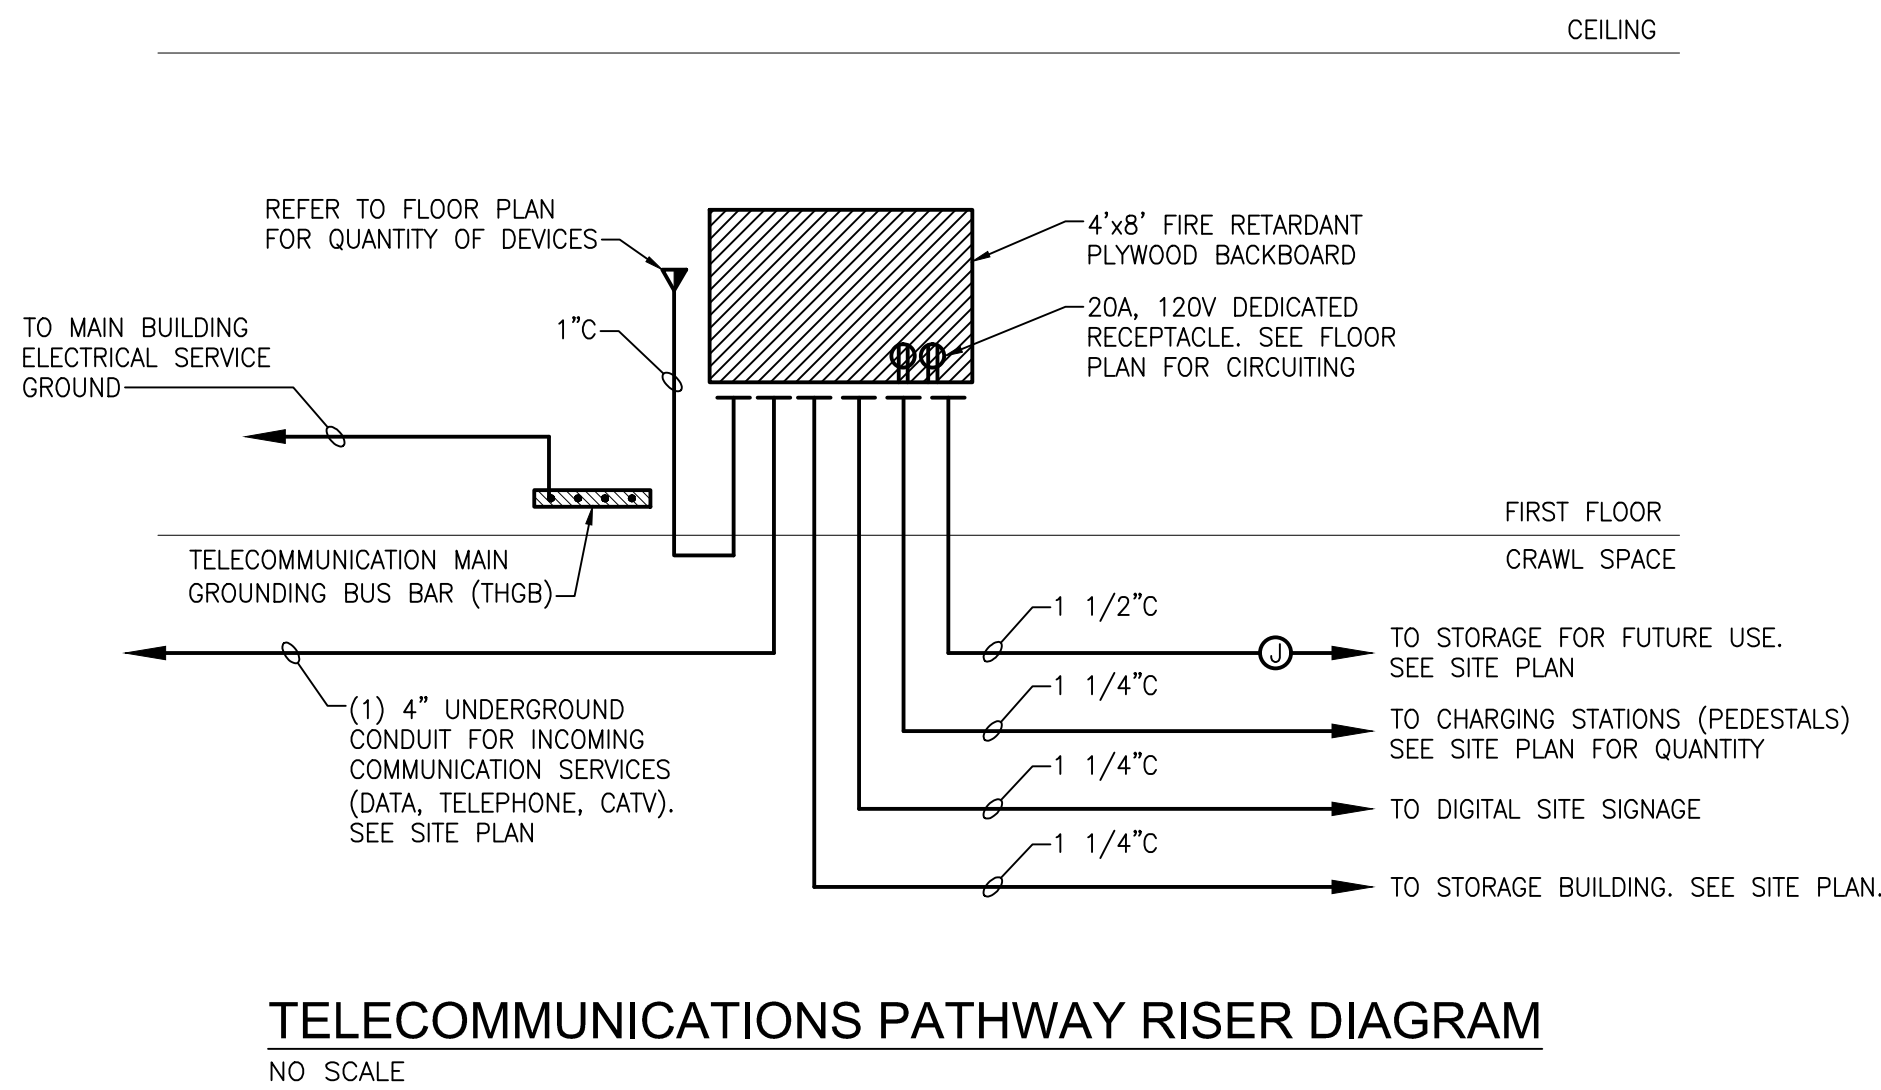 CEILING
REFER TO FLOOR PLAN
FOR QUANTITY OF DEVICES
4'x8' FIRE RETARDANT
PLYWOOD BACKBOARD
20A, 120V DEDICATED
RECEPTACLE. SEE FLOOR
PLAN FOR CIRCUITING
1"C
TO MAIN BUILDING
ELECTRICAL SERVICE
GROUND
FIRST FLOOR
CRAWL SPACE
TELECOMMUNICATION MAIN
GROUNDING BUS BAR (THGB)
1 1/2"C
J
TO STORAGE FOR FUTURE USE.
SEE SITE PLAN
1 1/4"C
TO CHARGING STATIONS (PEDESTALS)
SEE SITE PLAN FOR QUANTITY
(1) 4" UNDERGROUND
CONDUIT FOR INCOMING
COMMUNICATION SERVICES
(DATA, TELEPHONE, CATV).
SEE SITE PLAN
1 1/4"C
TO DIGITAL SITE SIGNAGE
1 1/4"C
TO STORAGE BUILDING. SEE SITE PLAN.
TELECOMMUNICATIONS PATHWAY RISER DIAGRAM
NO SCALE